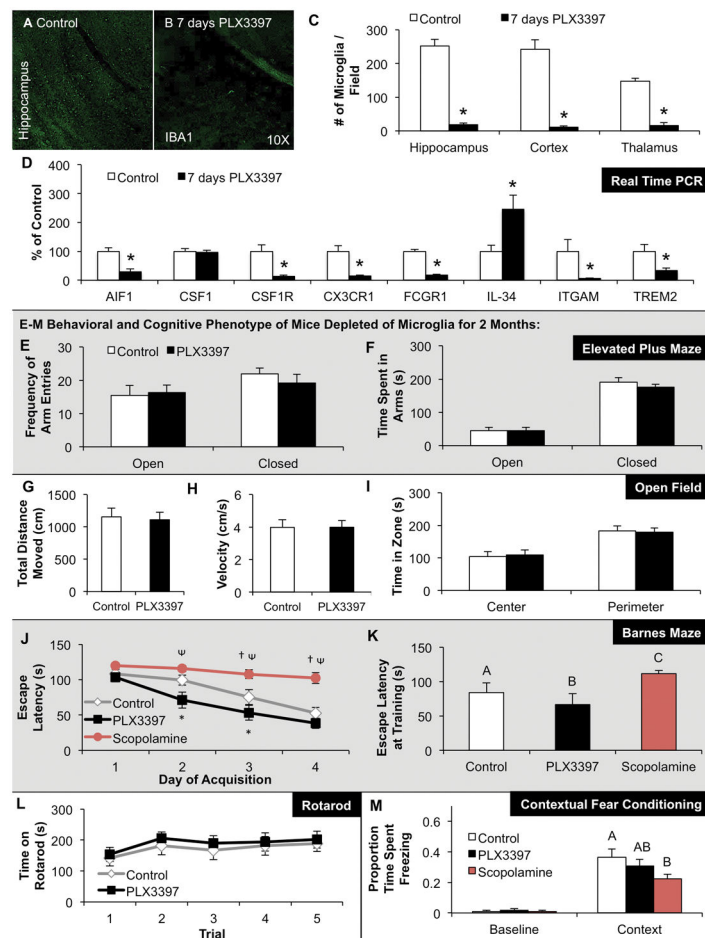 A Control
B 7 days PLX3397
Hippocampus
IBA1
10X
C
Control
7 days PLX3397
# of Microglia /
Field
300
200
100
0
*
*
*
Hippocampus
Cortex
Thalamus
D
Control
7 days PLX3397
Real Time PCR
% of Control
400
300
200
100
0
*
*
*
*
*
*
*
AIF1
CSF1
CSF1R
CX3CR1
FCGR1
IL-34
ITGAM
TREM2
E-M Behavioral and Cognitive Phenotype of Mice Depleted of Microglia for 2 Months:
E
Control
PLX3397
Frequency of
Arm Entries
30
20
10
0
Open
Closed
F
Elevated Plus Maze
Time Spent in
Arms (s)
300
200
100
0
Open
Closed
G
Total Distance
Moved (cm)
1500
1000
500
0
Control
PLX3397
H
Velocity (cm/s)
6
4
2
0
Control
PLX3397
I
Open Field
Time in Zone (s)
300
200
100
0
Center
Perimeter
J
Escape
Latency (s)
150
100
50
0
Ψ
† Ψ
† Ψ
*
*
Control
PLX3397
Scopolamine
1
2
3
4
Day of Acquisition
K
Barnes Maze
Escape Latency
at Training (s)
150
100
50
0
A
B
C
Control
PLX3397
Scopolamine
L
Rotarod
Time on
Rotarod (s)
300
200
100
0
Control
PLX3397
1
2
3
4
5
Trial
M
Contextual Fear Conditioning
Proportion
Time Spent
Freezing
0.6
0.4
0.2
0
Control
PLX3397
Scopolamine
A
AB
B
Baseline
Context